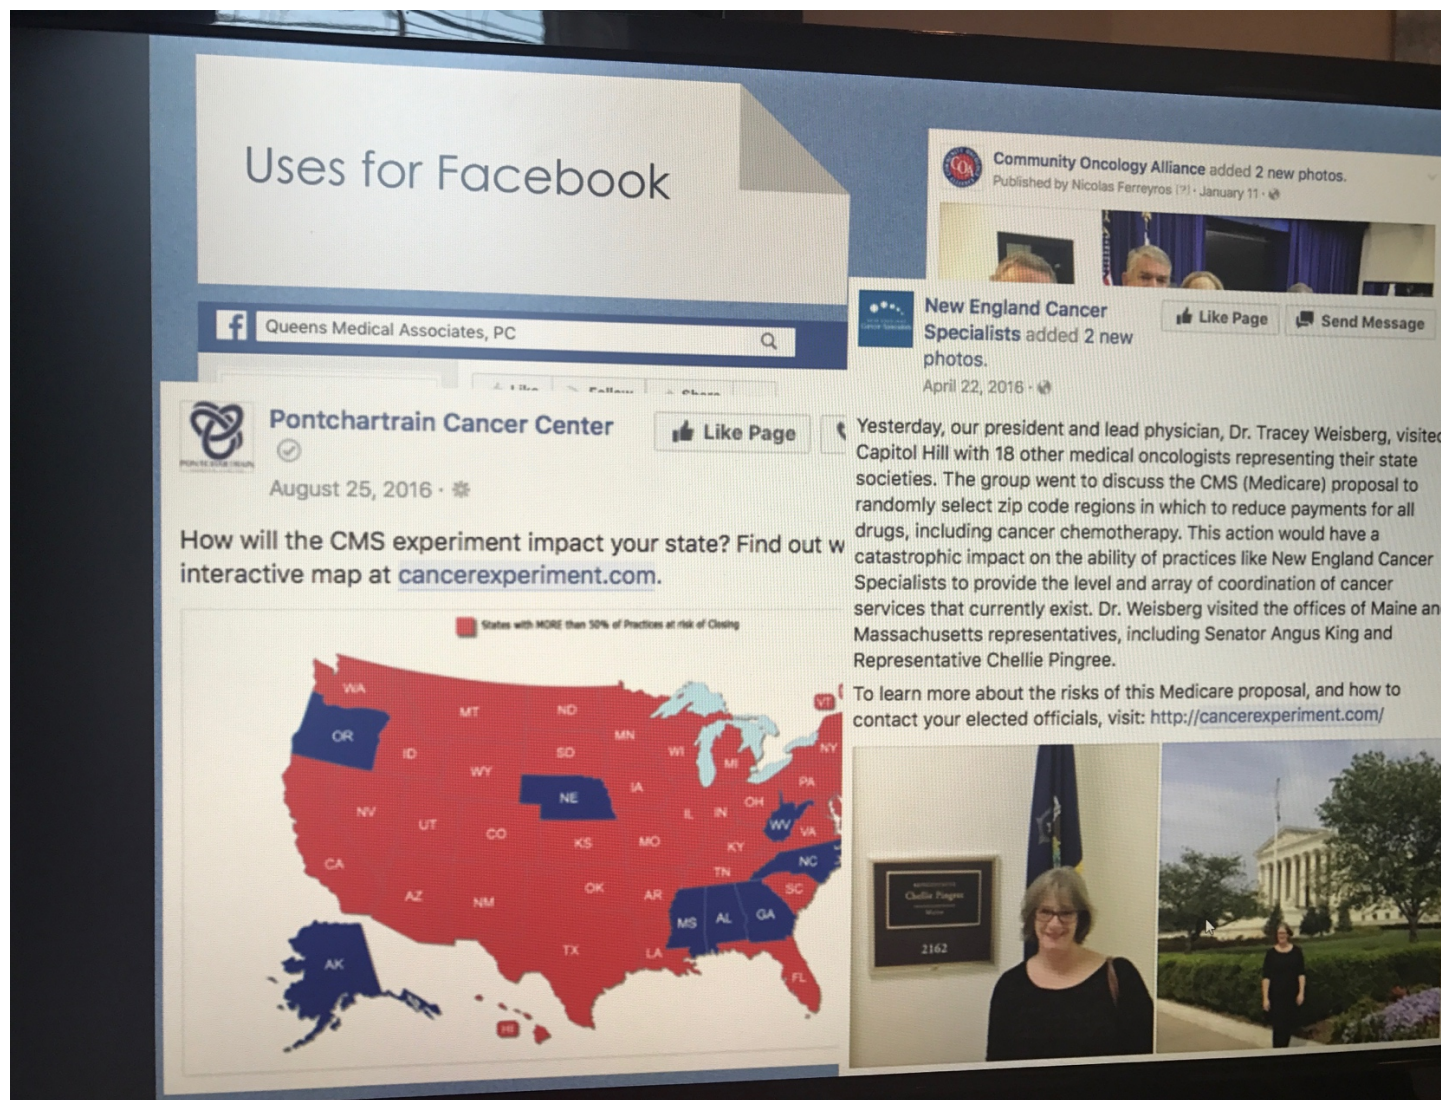 Uses for Facebook
Queens Medical Associates, PC
Like Follow Share
Pontchartrain Cancer Center
Like Page
August 25, 2016 ·
How will the CMS experiment impact your state? Find out w
interactive map at cancerexperiment.com.
States with MORE than 50% of Practices at risk of Closing
WA
OR
MT
ND
MN
VT
ID
SD
WI
MI
NY
WY
NE
IA
PA
NV
UT
CO
IL
IN
OH
WV
VA
KS
MO
KY
CA
NC
TN
AZ
NM
OK
AR
SC
MS
AL
GA
TX
LA
FL
AK
HI
COA
Community Oncology Alliance added 2 new photos.
Published by Nicolas Ferreyros [?] · January 11 ·
New England Cancer
Specialists added 2 new
photos.
Like Page
Send Message
April 22, 2016 ·
Yesterday, our president and lead physician, Dr. Tracey Weisberg, visited
Capitol Hill with 18 other medical oncologists representing their state
societies. The group went to discuss the CMS (Medicare) proposal to
randomly select zip code regions in which to reduce payments for all
drugs, including cancer chemotherapy. This action would have a
catastrophic impact on the ability of practices like New England Cancer
Specialists to provide the level and array of coordination of cancer
services that currently exist. Dr. Weisberg visited the offices of Maine an
Massachusetts representatives, including Senator Angus King and
Representative Chellie Pingree.
To learn more about the risks of this Medicare proposal, and how to
contact your elected officials, visit: http://cancerexperiment.com/
Chellie Pingree
Maine
2162